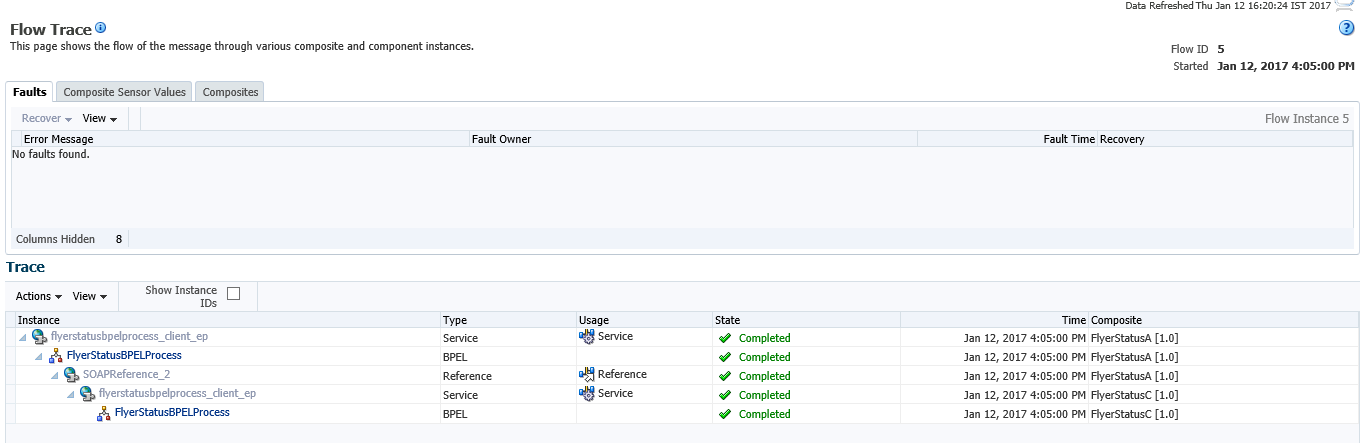 Data Refreshed Thu Jan 12 16:20:24 IST 2017
Flow Trace
This page shows the flow of the message through various composite and component instances.
Flow ID 5
Started Jan 12, 2017 4:05:00 PM
Faults Composite Sensor Values Composites
Recover View Flow Instance 5
Error Message Fault Owner Fault Time Recovery
No faults found.
Columns Hidden 8
Trace
Actions View Show Instance IDs
Instance Type Usage State Time Composite
flyerstatusbpelprocess_client_ep Service Service Completed Jan 12, 2017 4:05:00 PM FlyerStatusA [1.0]
FlyerStatusBPELProcess BPEL Completed Jan 12, 2017 4:05:00 PM FlyerStatusA [1.0]
SOAPReference_2 Reference Reference Completed Jan 12, 2017 4:05:00 PM FlyerStatusA [1.0]
flyerstatusbpelprocess_client_ep Service Service Completed Jan 12, 2017 4:05:00 PM FlyerStatusC [1.0]
FlyerStatusBPELProcess BPEL Completed Jan 12, 2017 4:05:00 PM FlyerStatusC [1.0]